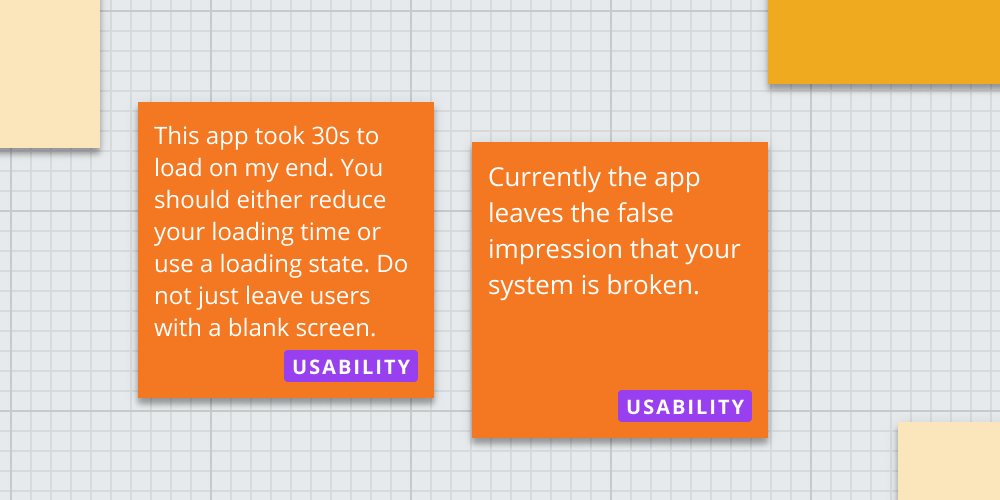 This app took 30s to
load on my end. You
should either reduce
your loading time or
use a loading state. Do
not just leave users
with a blank screen.
USABILITY
Currently the app
leaves the false
impression that your
system is broken.
USABILITY